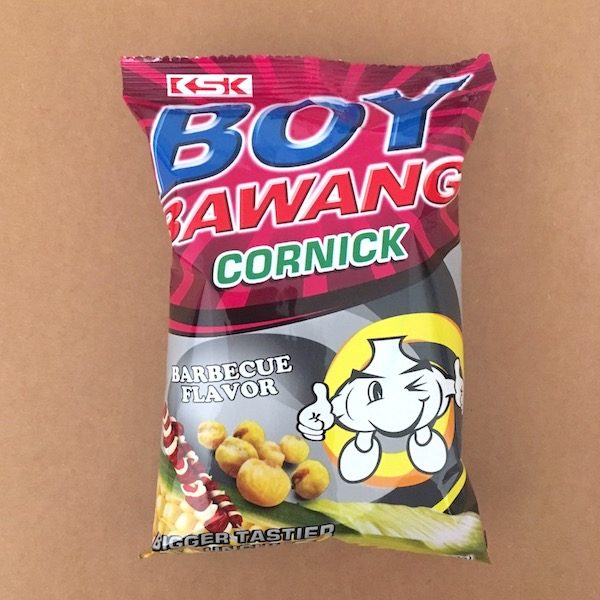 KSK
BOY
BAWANG
CORNICK
BARBECUE
FLAVOR
BIGGER TASTIER